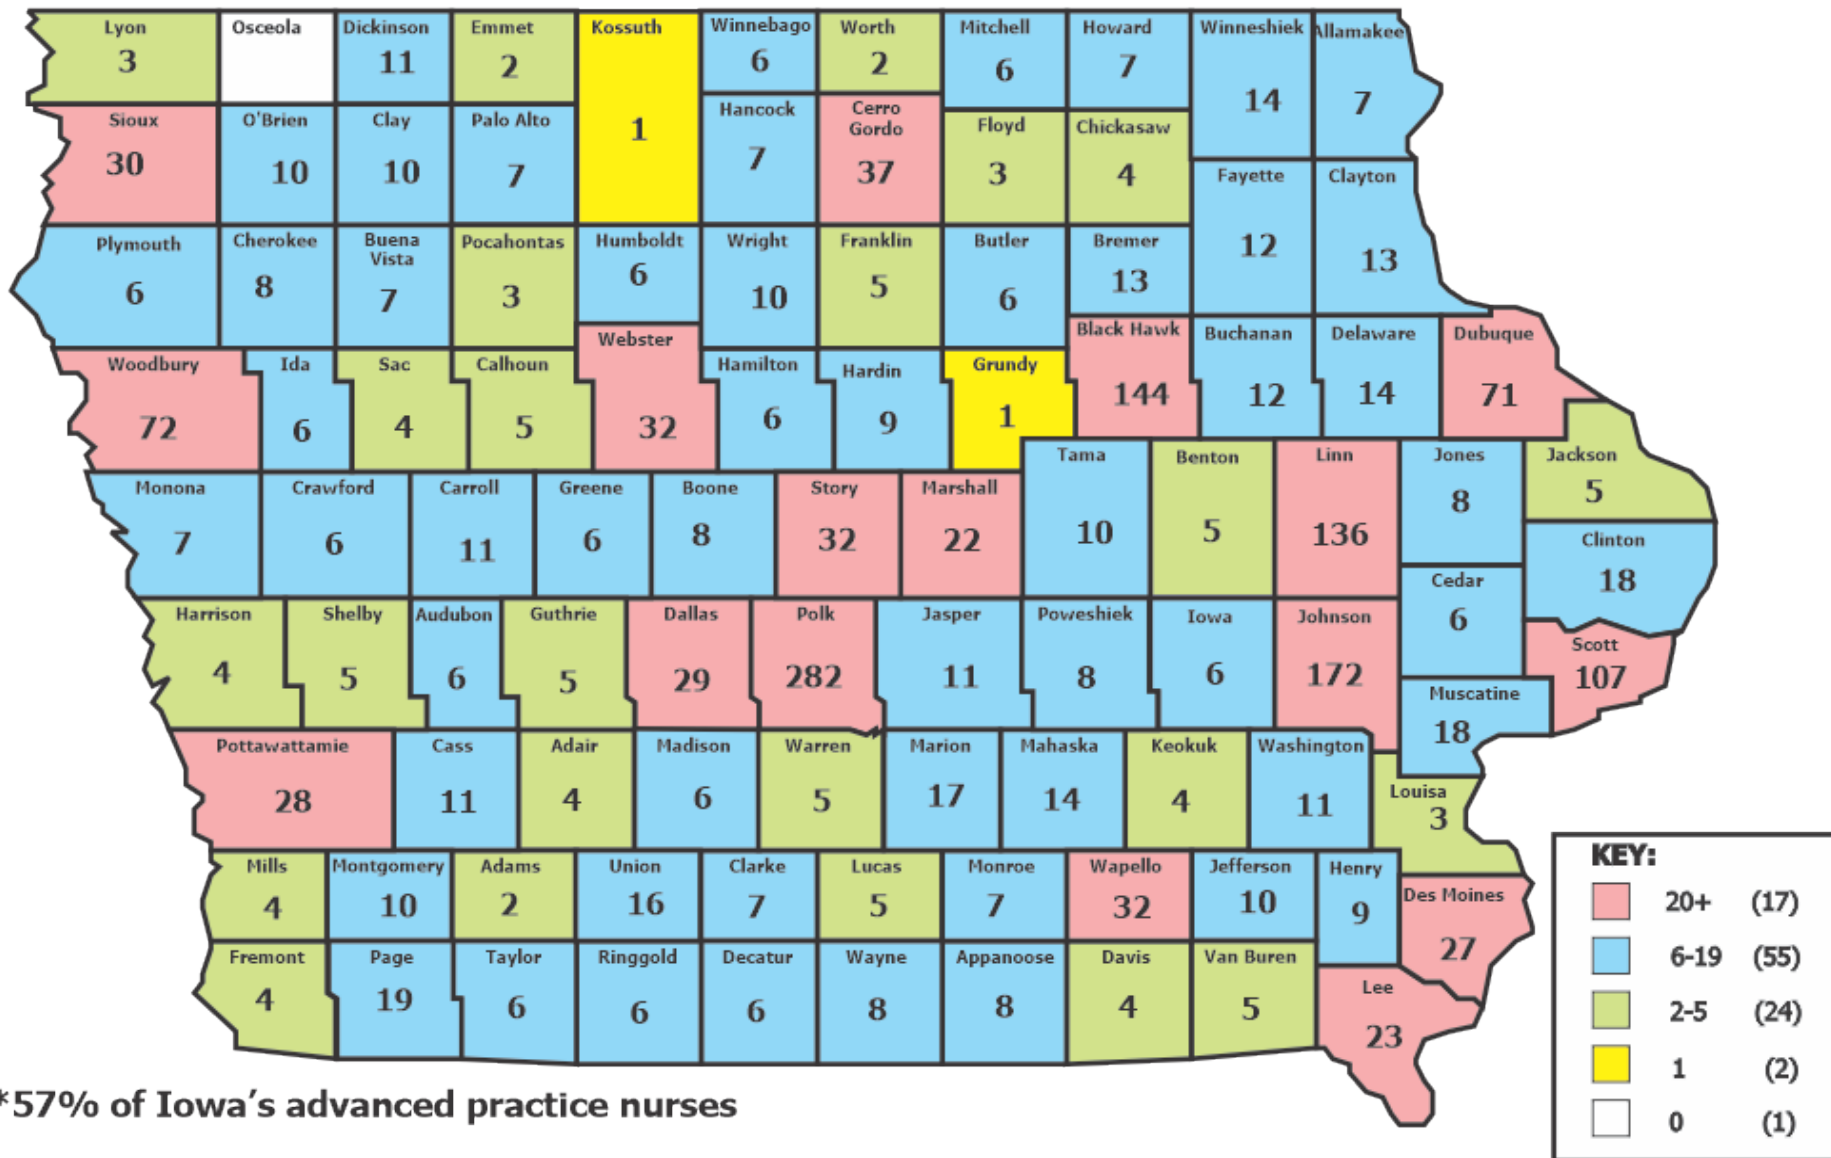 Lyon
3
Osceola
Dickinson
11
Emmet
2
Kossuth
1
Winnebago
6
Worth
2
Mitchell
6
Howard
7
Winneshiek
14
Allamakee
7
Sioux
30
O'Brien
10
Clay
10
Palo Alto
7
Hancock
7
Cerro
Gordo
37
Floyd
3
Chickasaw
4
Fayette
12
Clayton
13
Plymouth
6
Cherokee
8
Buena
Vista
7
Pocahontas
3
Humboldt
6
Wright
10
Franklin
5
Butler
6
Bremer
13
Woodbury
72
Ida
6
Sac
4
Calhoun
5
Webster
32
Hamilton
6
Hardin
9
Grundy
1
Black Hawk
144
Buchanan
12
Delaware
14
Dubuque
71
Monona
7
Crawford
6
Carroll
11
Greene
6
Boone
8
Story
32
Marshall
22
Tama
10
Benton
5
Linn
136
Jones
8
Jackson
5
Clinton
18
Cedar
6
Harrison
4
Shelby
5
Audubon
6
Guthrie
5
Dallas
29
Polk
282
Jasper
11
Poweshiek
8
Iowa
6
Johnson
172
Scott
107
Muscatine
18
Pottawattamie
28
Cass
11
Adair
4
Madison
6
Warren
5
Marion
17
Mahaska
14
Keokuk
4
Washington
11
Louisa
3
Mills
4
Montgomery
10
Adams
2
Union
16
Clarke
7
Lucas
5
Monroe
7
Wapello
32
Jefferson
10
Henry
9
Des Moines
27
Fremont
4
Page
19
Taylor
6
Ringgold
6
Decatur
6
Wayne
8
Appanoose
8
Davis
4
Van Buren
5
Lee
23
KEY:
20+ (17)
6-19 (55)
2-5 (24)
1 (2)
0 (1)
*57% of Iowa's advanced practice nurses